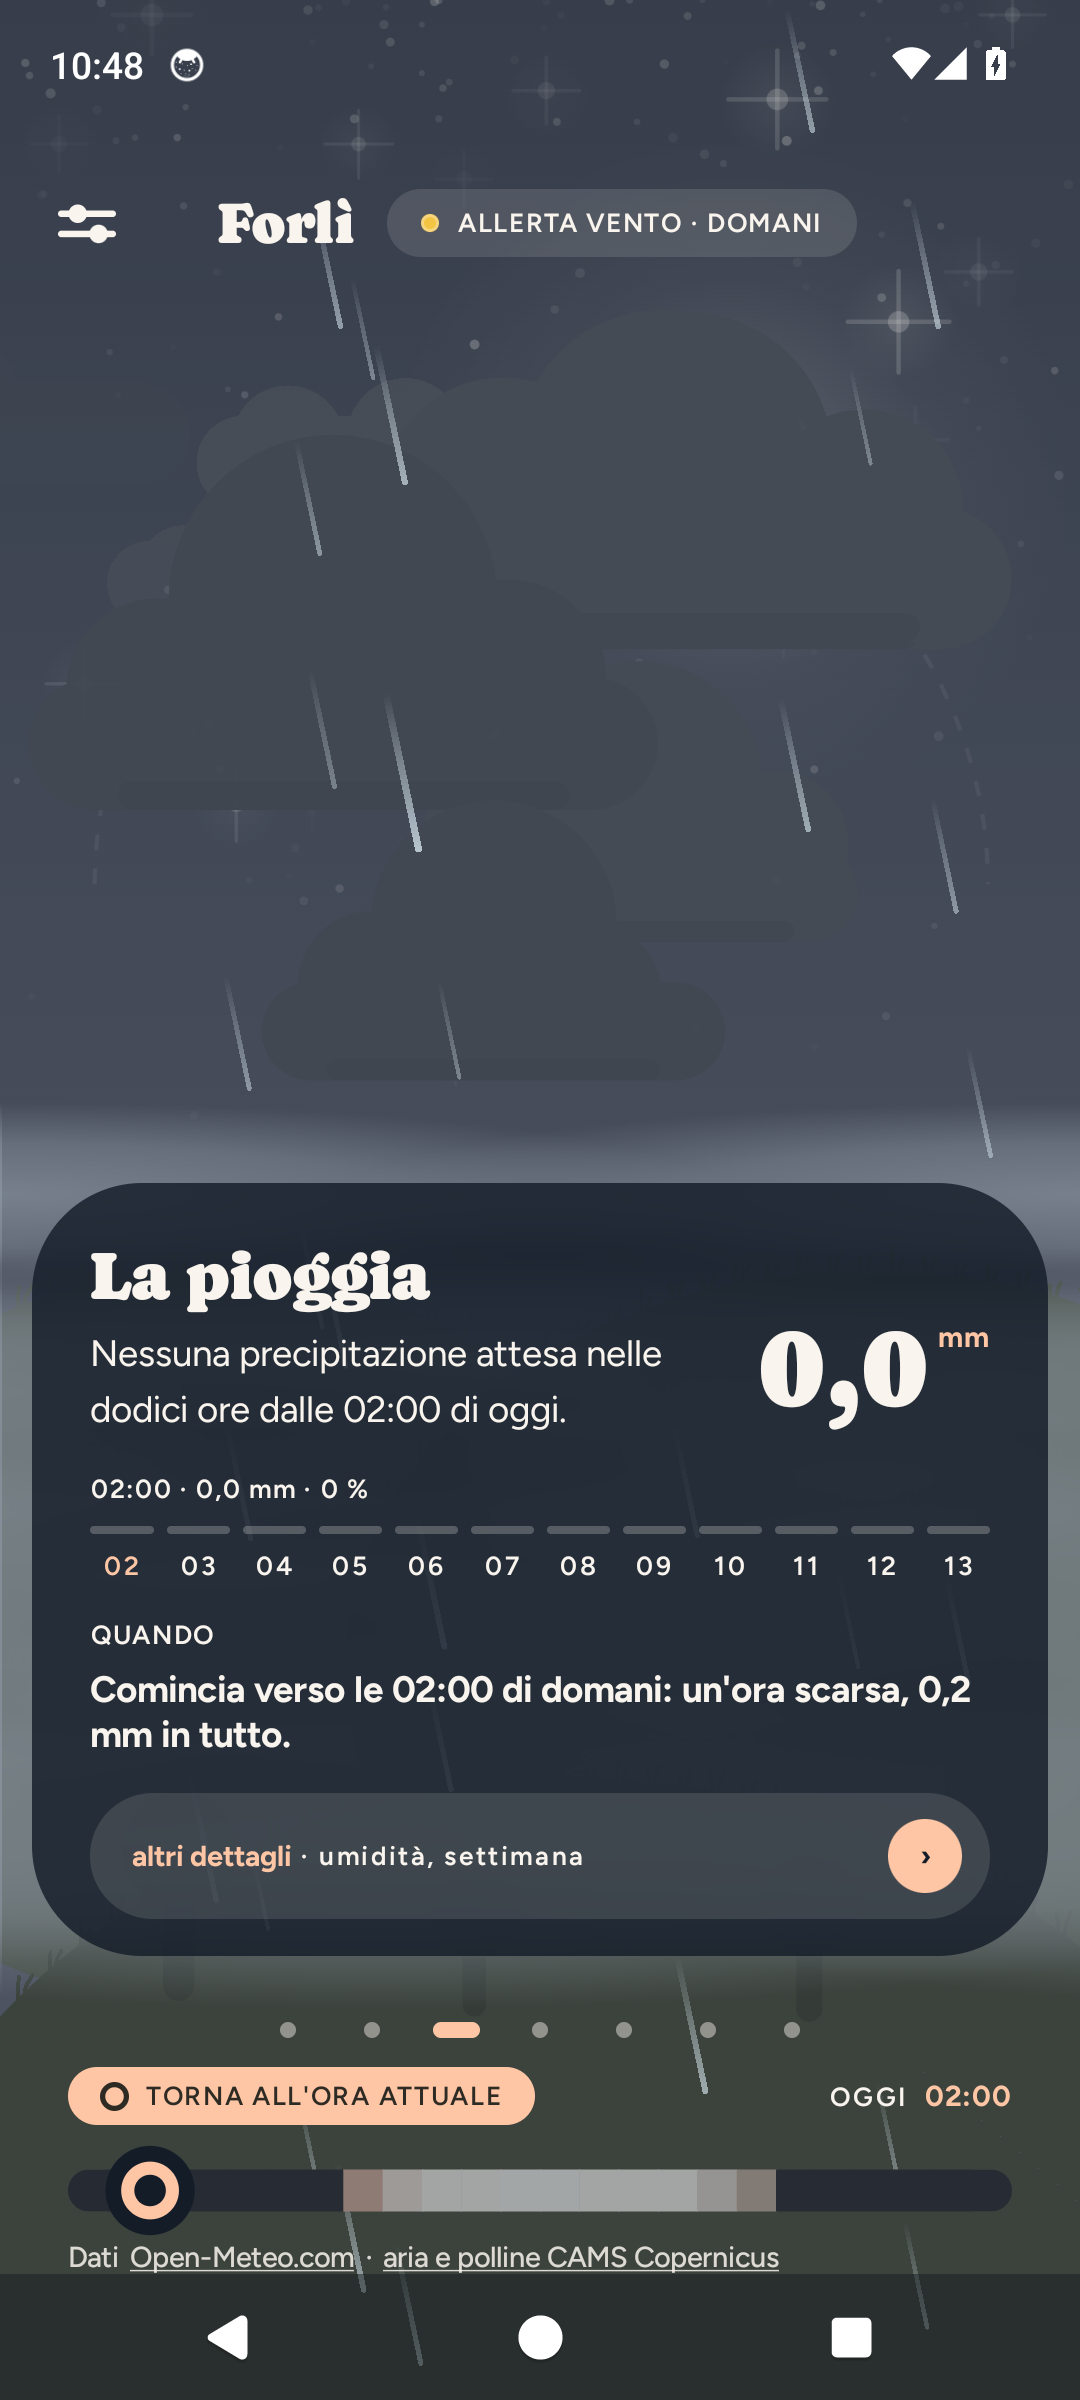 10:48
Forlì
ALLERTA VENTO · DOMANI
La pioggia
Nessuna precipitazione attesa nelle
dodici ore dalle 02:00 di oggi.
0,0 mm
02:00 · 0,0 mm · 0 %
02 03 04 05 06 07 08 09 10 11 12 13
QUANDO
Comincia verso le 02:00 di domani: un'ora scarsa, 0,2
mm in tutto.
altri dettagli · umidità, settimana ›
TORNA ALL'ORA ATTUALE
OGGI 02:00
Dati Open-Meteo.com · aria e polline CAMS Copernicus